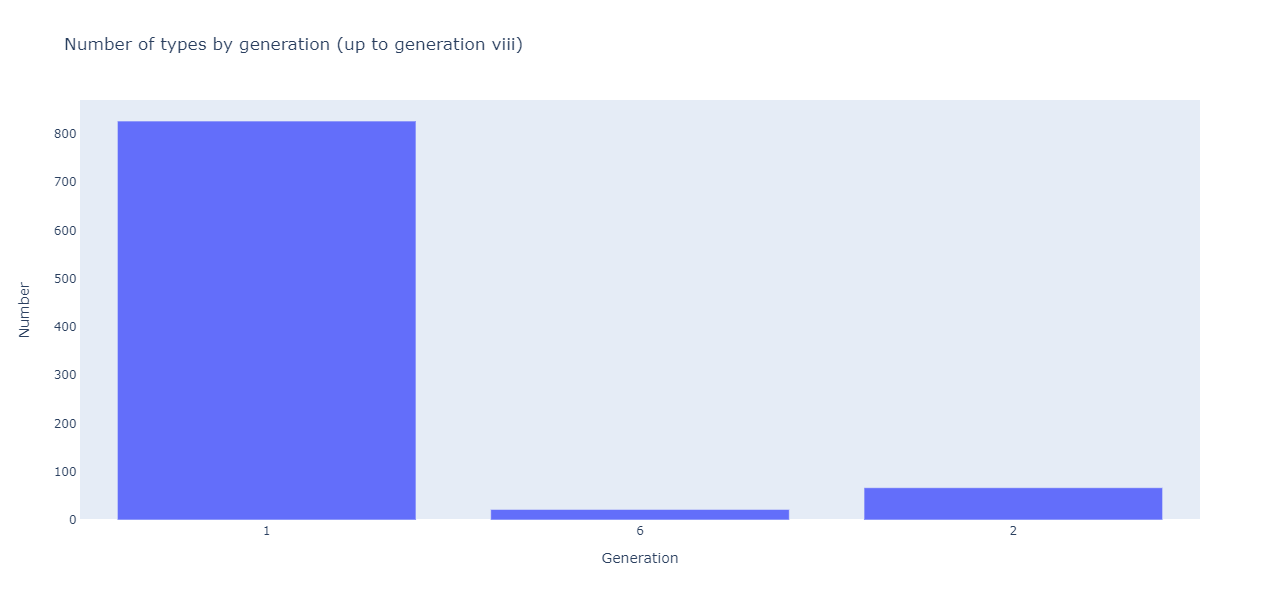 Number of types by generation (up to generation viii)
800
700
600
500
400
300
200
100
0
Number
1 6 2
Generation